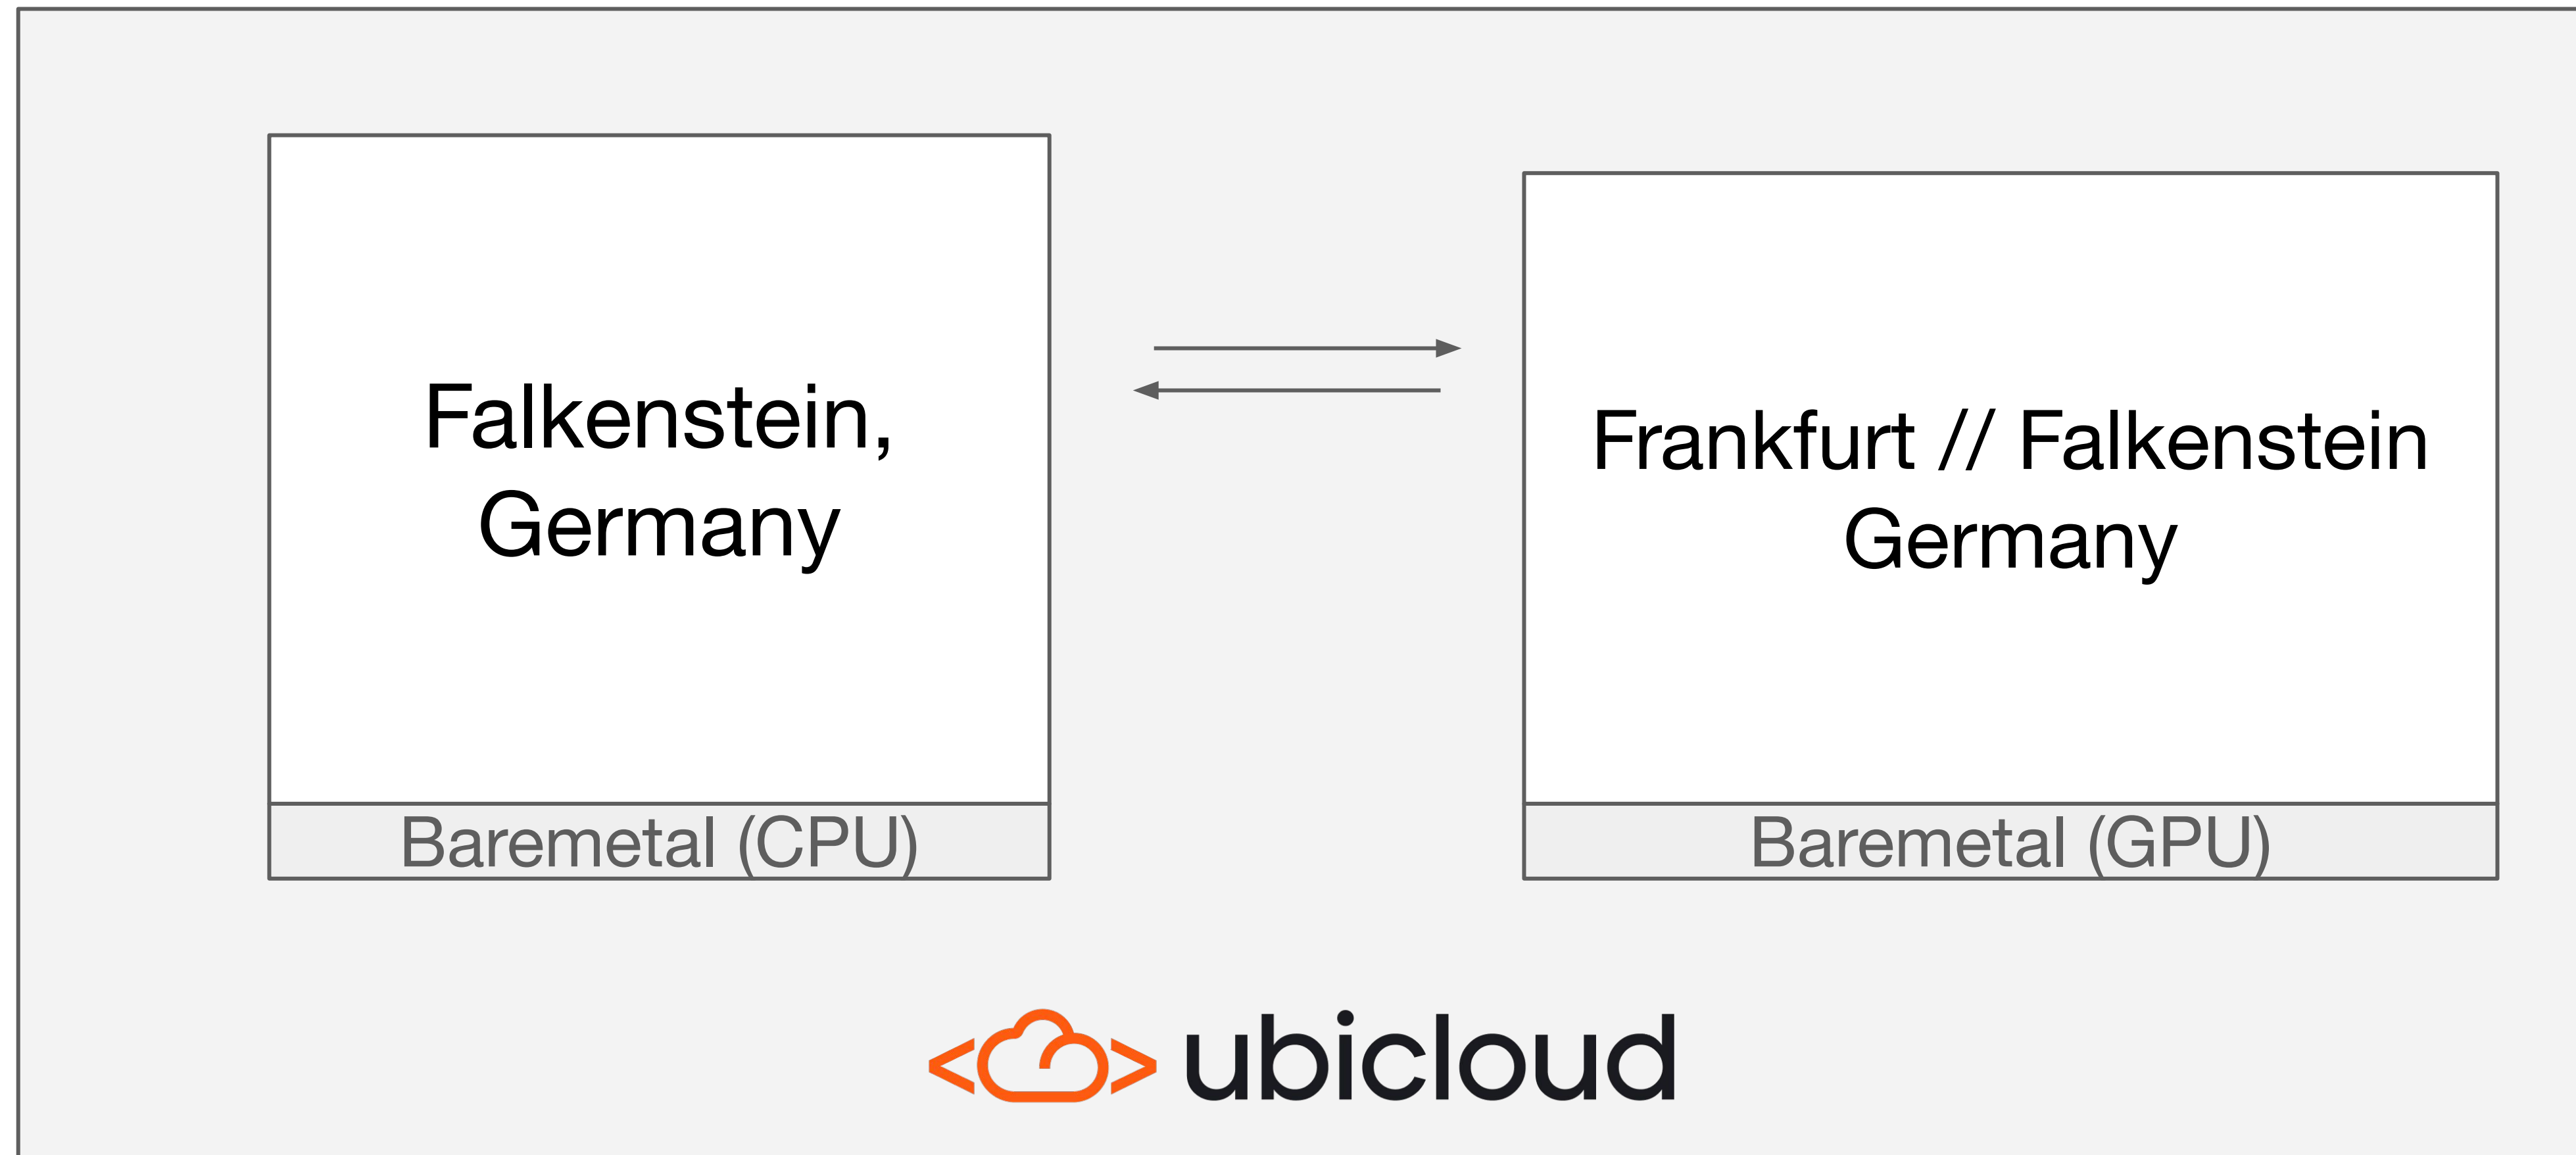 Falkenstein,
Germany
Baremetal (CPU)
Frankfurt // Falkenstein
Germany
Baremetal (GPU)
ubicloud